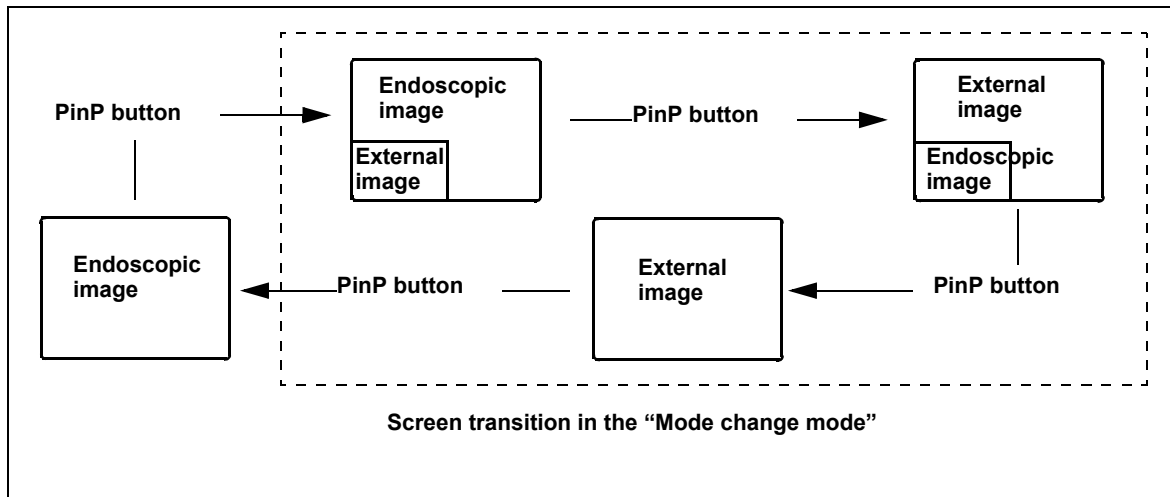 PinP button
Endoscopic
image
External
image
PinP button
External
image
Endoscopic
image
Endoscopic
image
PinP button
External
image
PinP button
Screen transition in the “Mode change mode”